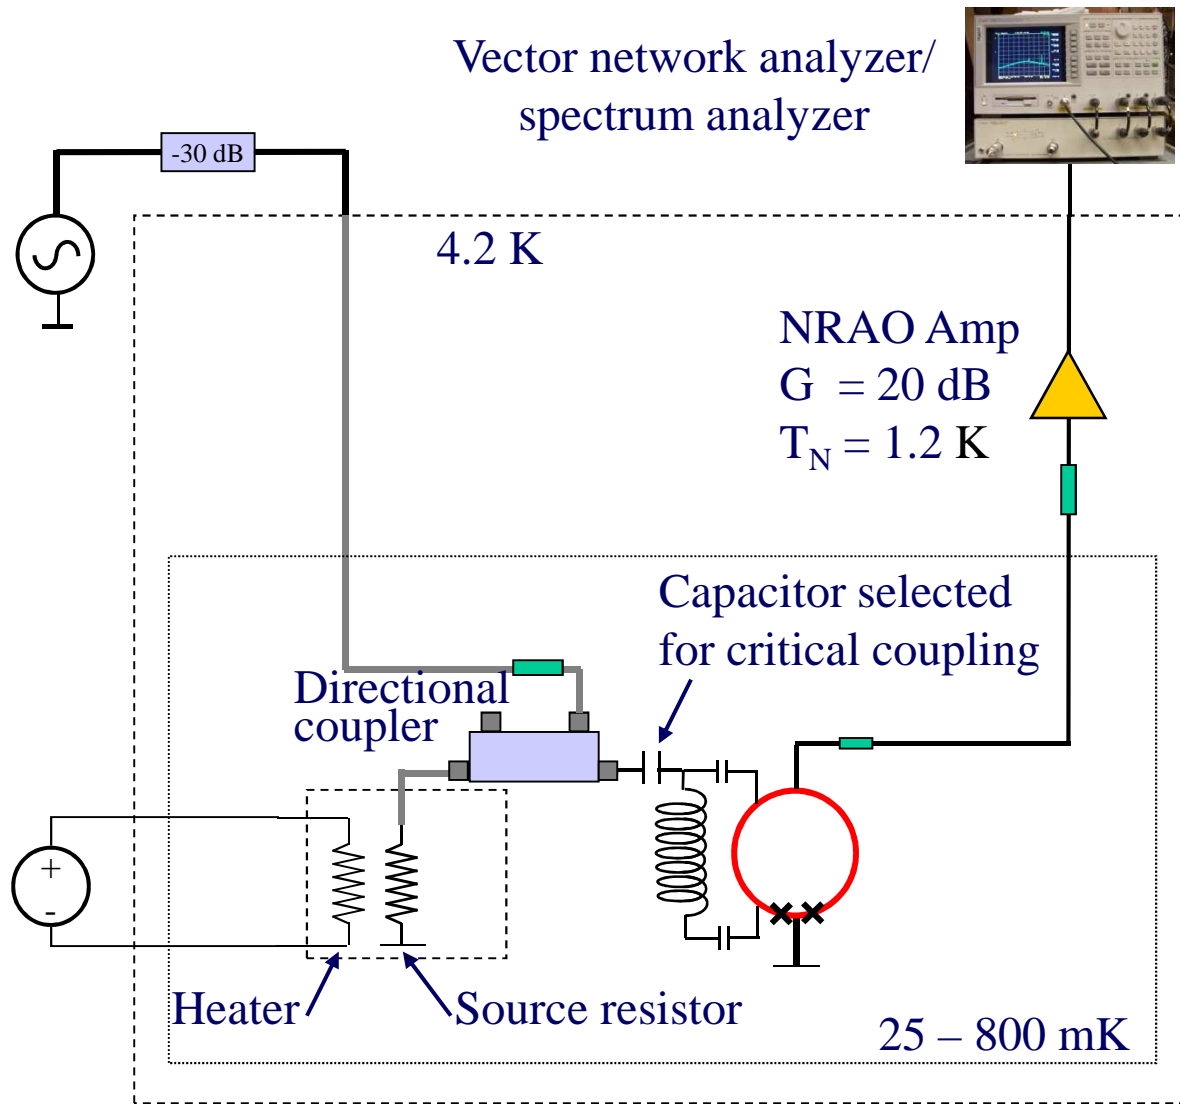 Vector network analyzer/
spectrum analyzer
-30 dB
4.2 K
NRAO Amp
G = 20 dB
T_N = 1.2 K
Capacitor selected
for critical coupling
Directional
coupler
+
-
Heater
Source resistor
25 – 800 mK